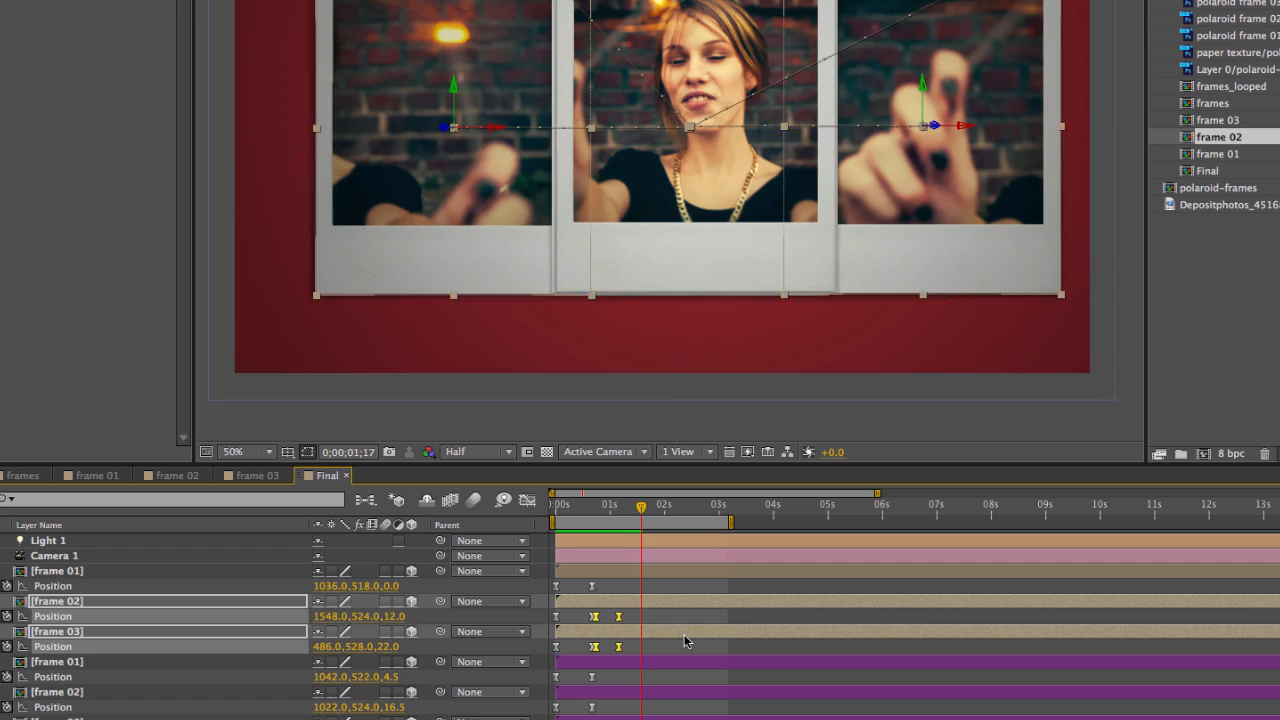 polaroid frame 03
polaroid frame 02
polaroid frame 01
paper texture/pol
Layer 0/polaroid-
frames_looped
frames
frame 03
frame 02
frame 01
Final
polaroid-frames
Depositphotos_4516
50%
0;00;01;17
Half
Active Camera
1 View
+0.0
8 bpc
frames
frame 01
frame 02
frame 03
Final ×
:00s 01s 02s 03s 04s 05s 06s 07s 08s 09s 10s 11s 12s 13s
Layer Name fx Parent
Light 1 None
Camera 1 None
[frame 01] None
Position 1036.0,518.0,0.0
[frame 02] None
Position 1548.0,524.0,12.0
[frame 03] None
Position 486.0,528.0,22.0
[frame 01] None
Position 1042.0,522.0,4.5
[frame 02] None
Position 1022.0,524.0,16.5